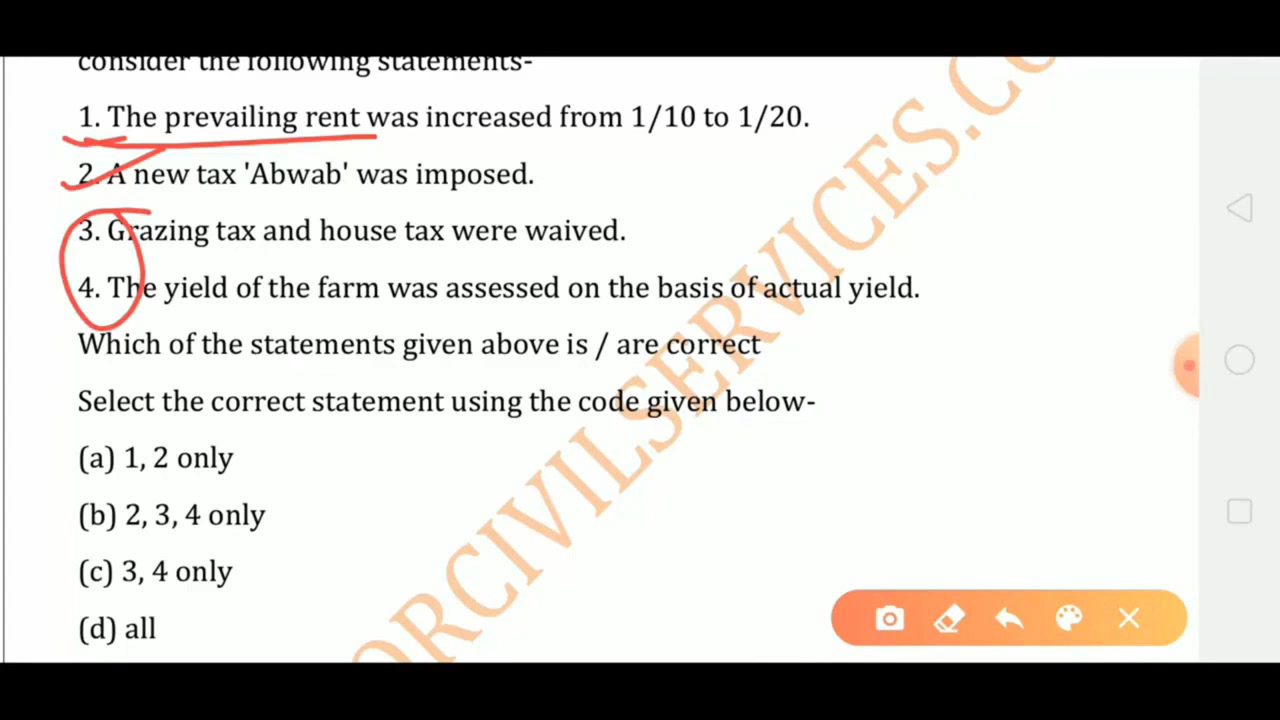 consider the following statements-
1. The prevailing rent was increased from 1/10 to 1/20.
2. A new tax 'Abwab' was imposed.
3. Grazing tax and house tax were waived.
4. The yield of the farm was assessed on the basis of actual yield.
Which of the statements given above is / are correct
Select the correct statement using the code given below-
(a) 1, 2 only
(b) 2, 3, 4 only
(c) 3, 4 only
(d) all
ORCIVILSERVICES.CO